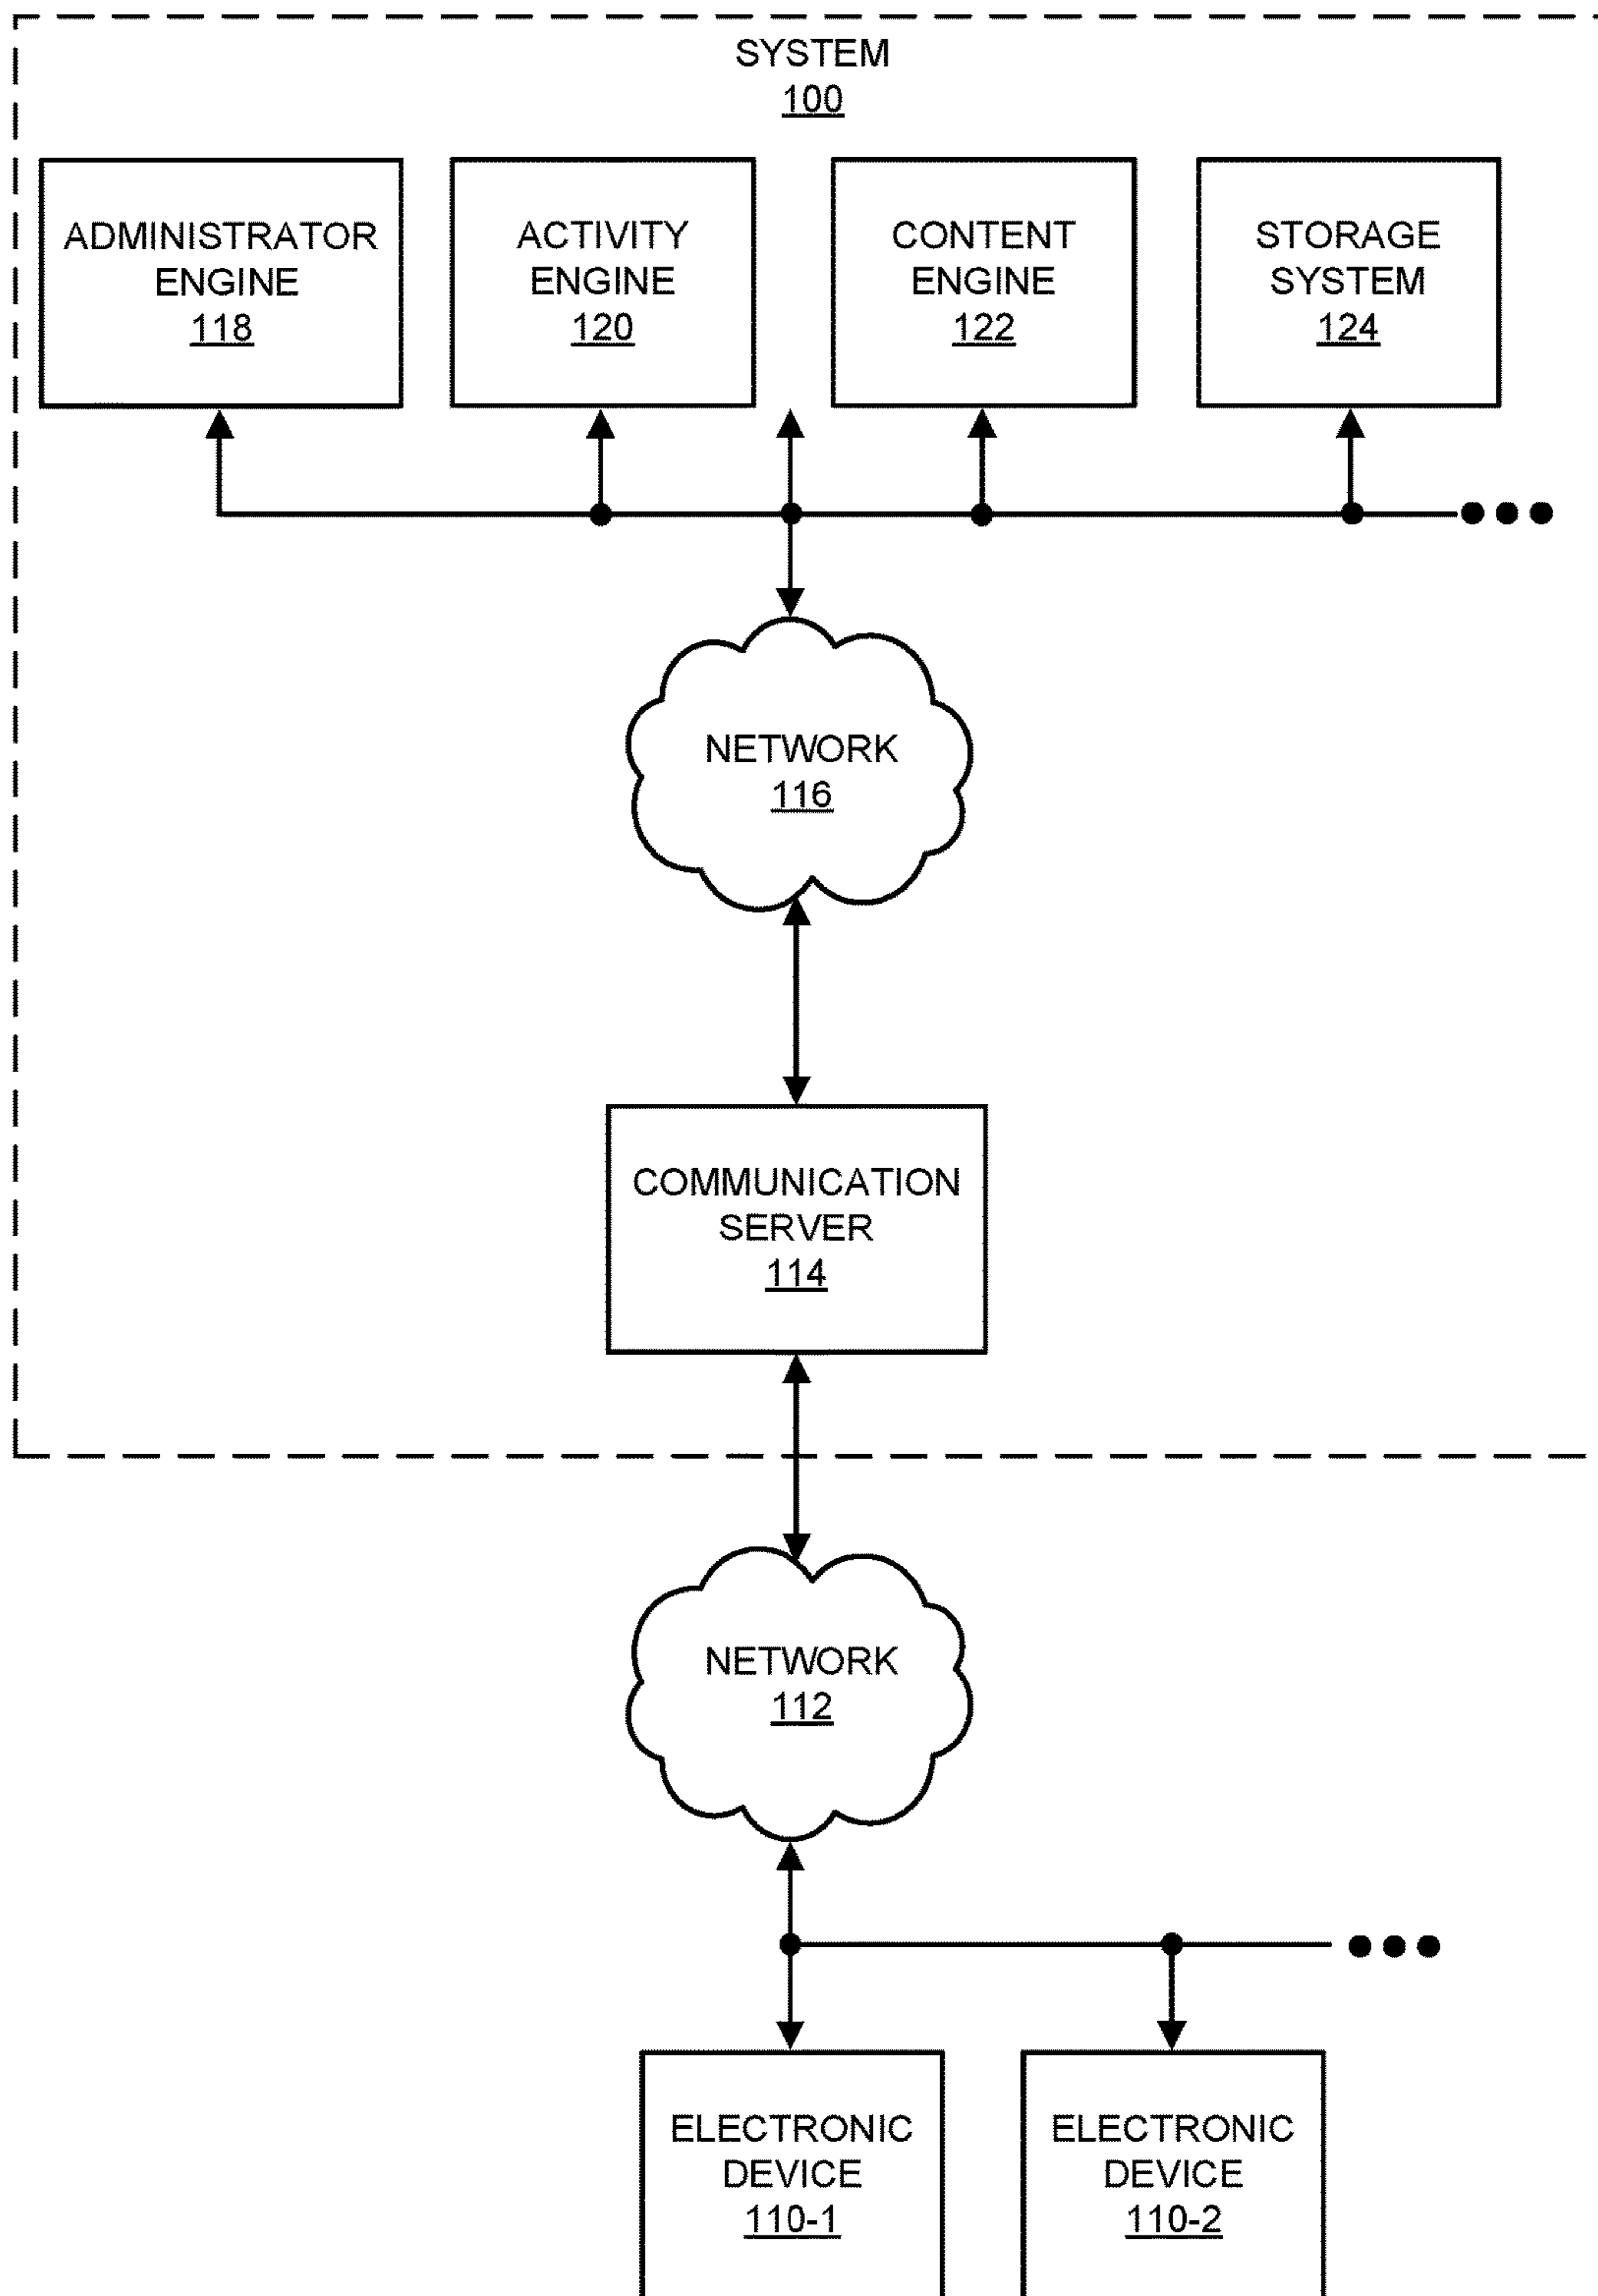 SYSTEM
100
ADMINISTRATOR
ENGINE
118
ACTIVITY
ENGINE
120
CONTENT
ENGINE
122
STORAGE
SYSTEM
124
NETWORK
116
COMMUNICATION
SERVER
114
NETWORK
112
ELECTRONIC
DEVICE
110-1
ELECTRONIC
DEVICE
110-2